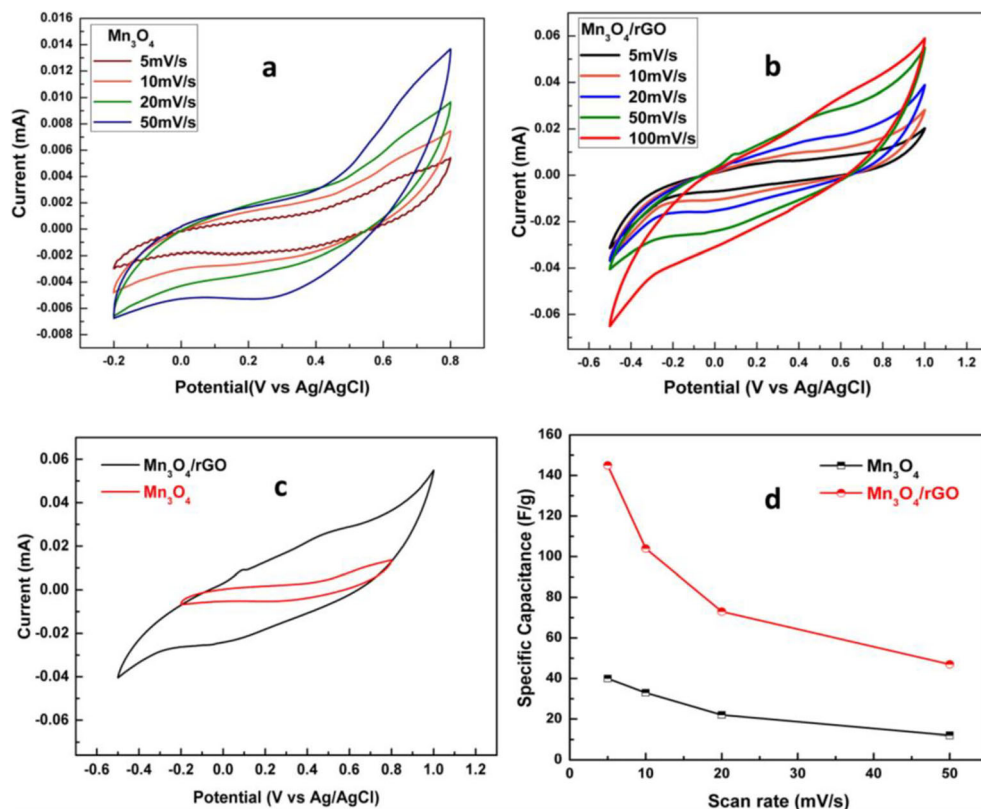 a
Mn₃O₄
5mV/s
10mV/s
20mV/s
50mV/s
Current (mA)
0.016
0.014
0.012
0.010
0.008
0.006
0.004
0.002
0.000
-0.002
-0.004
-0.006
-0.008
-0.2 0.0 0.2 0.4 0.6 0.8
Potential(V vs Ag/AgCl)
b
Mn₃O₄/rGO
5mV/s
10mV/s
20mV/s
50mV/s
100mV/s
Current (mA)
0.06
0.04
0.02
0.00
-0.02
-0.04
-0.06
-0.6 -0.4 -0.2 0.0 0.2 0.4 0.6 0.8 1.0 1.2
Potential (V vs Ag/AgCl)
c
Mn₃O₄/rGO
Mn₃O₄
Current (mA)
0.06
0.04
0.02
0.00
-0.02
-0.04
-0.06
-0.6 -0.4 -0.2 0.0 0.2 0.4 0.6 0.8 1.0 1.2
Potential (V vs Ag/AgCl)
d
Mn₃O₄
Mn₃O₄/rGO
Specific Capacitance (F/g)
160
140
120
100
80
60
40
20
0
0 10 20 30 40 50
Scan rate (mV/s)